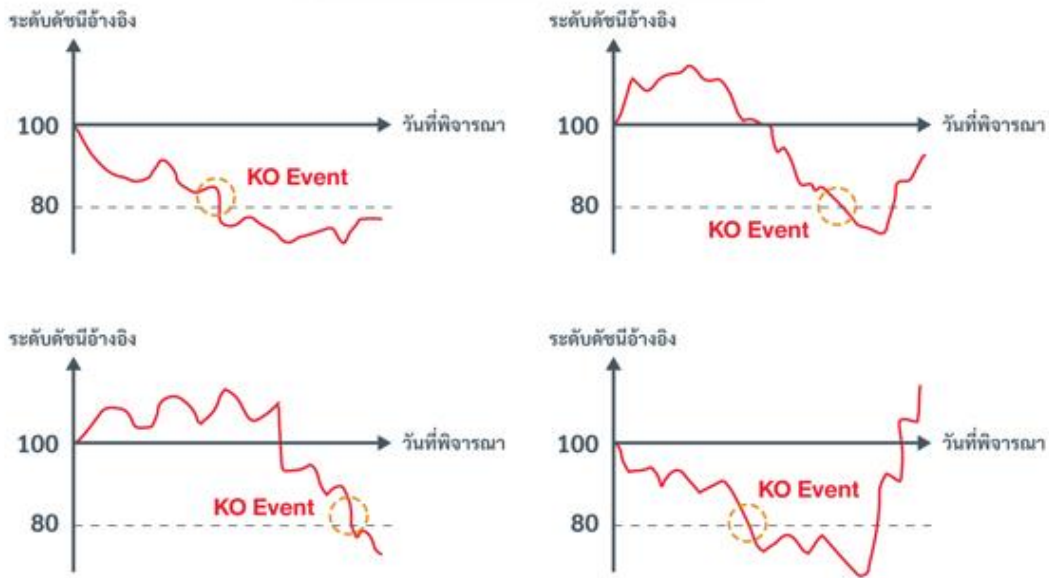 ระดับดัชนีอ้างอิง
100
วันที่พิจารณา
KO Event
80
ระดับดัชนีอ้างอิง
100
วันที่พิจารณา
80
KO Event
ระดับดัชนีอ้างอิง
100
วันที่พิจารณา
KO Event
80
ระดับดัชนีอ้างอิง
100
วันที่พิจารณา
KO Event
80